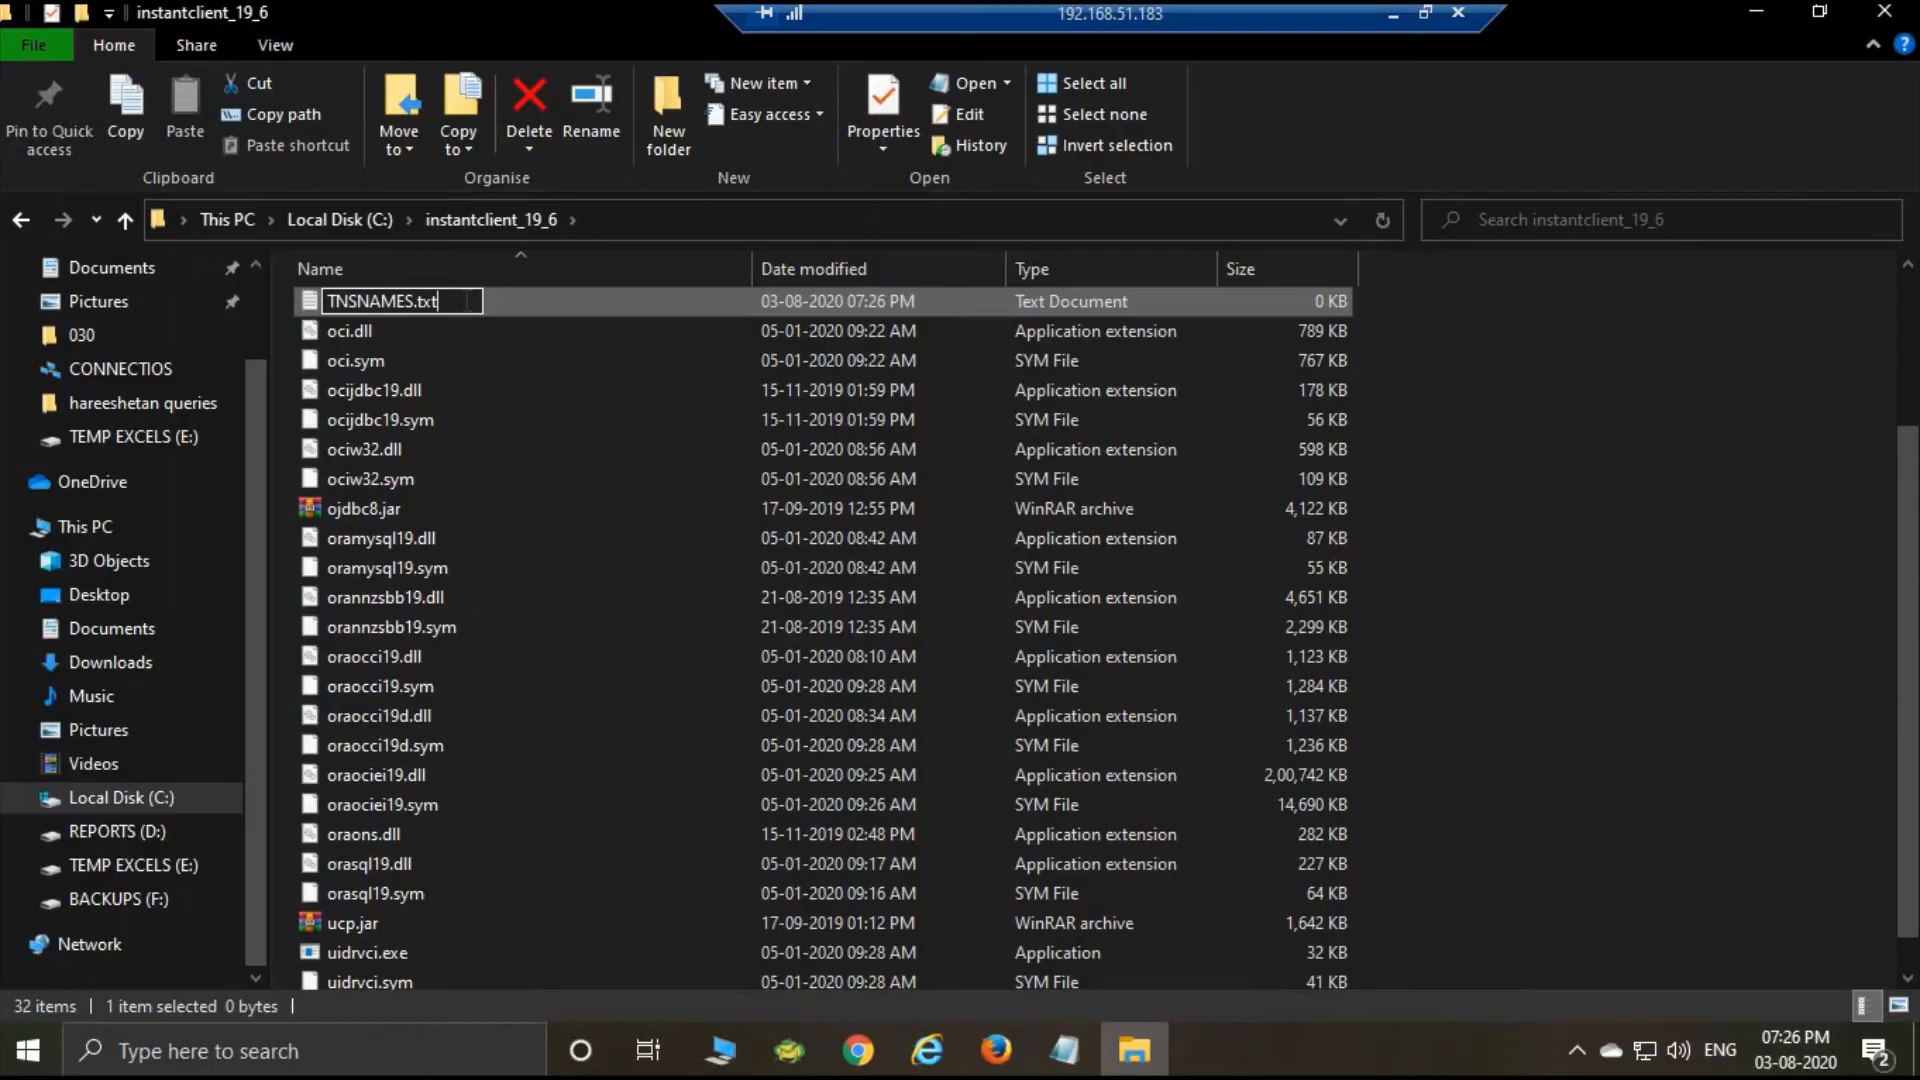 instantclient_19_6
192.168.51.183
File
Home
Share
View
Pin to Quick
access
Copy
Paste
Cut
Copy path
Paste shortcut
Clipboard
Move
to
Copy
to
Delete
Rename
Organise
New
folder
New item
Easy access
New
Properties
Open
Edit
History
Open
Select all
Select none
Invert selection
Select
This PC
Local Disk (C:)
instantclient_19_6
Search instantclient_19_6
Documents
Pictures
030
CONNECTIOS
hareeshetan queries
TEMP EXCELS (E:)
OneDrive
This PC
3D Objects
Desktop
Documents
Downloads
Music
Pictures
Videos
Local Disk (C:)
REPORTS (D:)
TEMP EXCELS (E:)
BACKUPS (F:)
Network
Name Date modified Type Size
TNSNAMES.txt 03-08-2020 07:26 PM Text Document 0 KB
oci.dll 05-01-2020 09:22 AM Application extension 789 KB
oci.sym 05-01-2020 09:22 AM SYM File 767 KB
ocijdbc19.dll 15-11-2019 01:59 PM Application extension 178 KB
ocijdbc19.sym 15-11-2019 01:59 PM SYM File 56 KB
ociw32.dll 05-01-2020 08:56 AM Application extension 598 KB
ociw32.sym 05-01-2020 08:56 AM SYM File 109 KB
ojdbc8.jar 17-09-2019 12:55 PM WinRAR archive 4,122 KB
oramysql19.dll 05-01-2020 08:42 AM Application extension 87 KB
oramysql19.sym 05-01-2020 08:42 AM SYM File 55 KB
orannzsbb19.dll 21-08-2019 12:35 AM Application extension 4,651 KB
orannzsbb19.sym 21-08-2019 12:35 AM SYM File 2,299 KB
oraocci19.dll 05-01-2020 08:10 AM Application extension 1,123 KB
oraocci19.sym 05-01-2020 09:28 AM SYM File 1,284 KB
oraocci19d.dll 05-01-2020 08:34 AM Application extension 1,137 KB
oraocci19d.sym 05-01-2020 09:28 AM SYM File 1,236 KB
oraociei19.dll 05-01-2020 09:25 AM Application extension 2,00,742 KB
oraociei19.sym 05-01-2020 09:26 AM SYM File 14,690 KB
oraons.dll 15-11-2019 02:48 PM Application extension 282 KB
orasql19.dll 05-01-2020 09:17 AM Application extension 227 KB
orasql19.sym 05-01-2020 09:16 AM SYM File 64 KB
ucp.jar 17-09-2019 01:12 PM WinRAR archive 1,642 KB
uidrvci.exe 05-01-2020 09:28 AM Application 32 KB
uidrvci.sym 05-01-2020 09:28 AM SYM File 41 KB
32 items 1 item selected 0 bytes
Type here to search
ENG
07:26 PM
03-08-2020
2